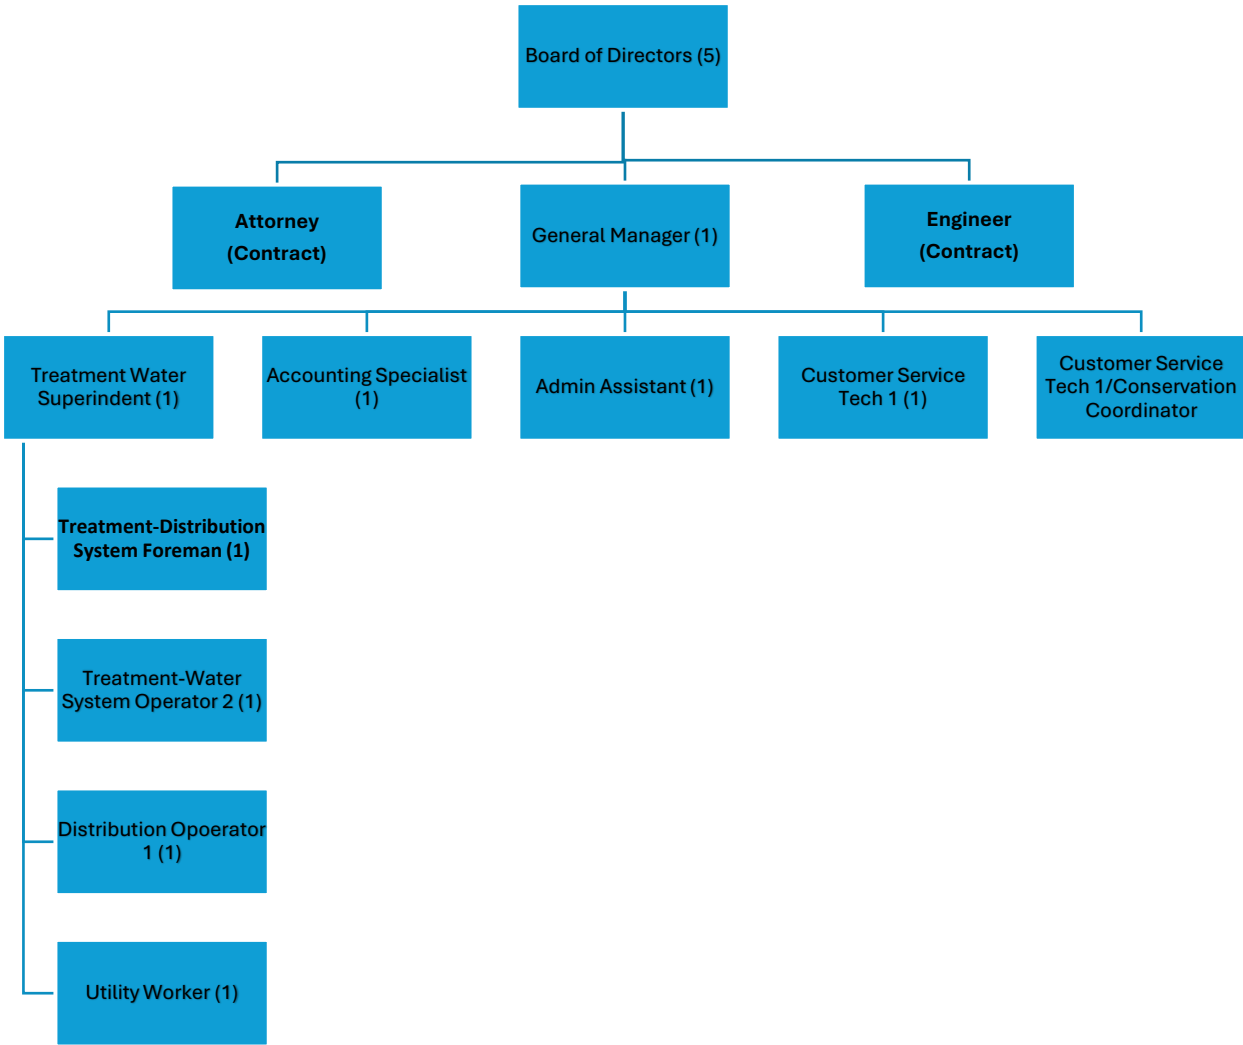 Board of Directors (5)
Attorney
(Contract)
General Manager (1)
Engineer
(Contract)
Treatment Water
Superindent (1)
Accounting Specialist
(1)
Admin Assistant (1)
Customer Service
Tech 1 (1)
Customer Service
Tech 1/Conservation
Coordinator
Treatment-Distribution
System Foreman (1)
Treatment-Water
System Operator 2 (1)
Distribution Opoerator
1 (1)
Utility Worker (1)